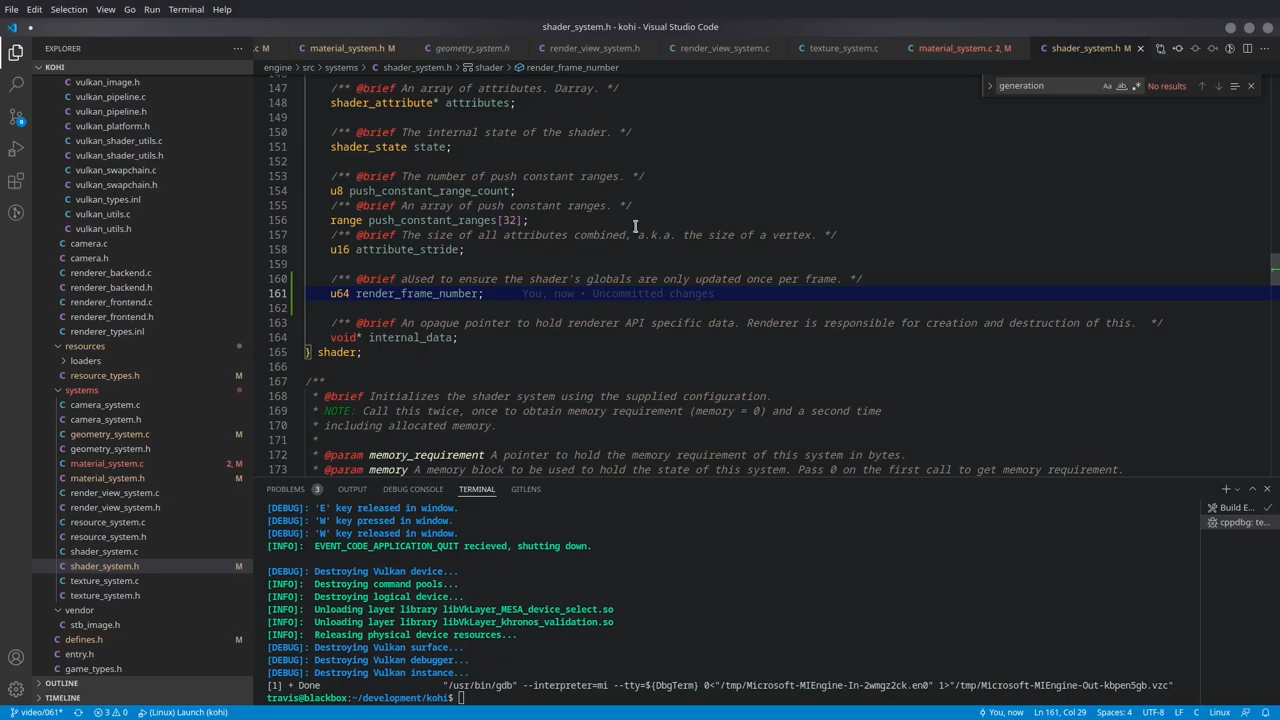 File Edit Selection View Go Run Terminal Help
shader_system.h - kohi - Visual Studio Code
EXPLORER
.c M material_system.h M geometry_system.h render_view_system.h render_view_system.c texture_system.c material_system.c 2, M shader_system.h M
KOHI
engine > src > systems > shader_system.h > shader > render_frame_number
generation Aa ab .* No results
vulkan_image.h
vulkan_pipeline.c
vulkan_pipeline.h
vulkan_platform.h
vulkan_shader_utils.c
vulkan_shader_utils.h
vulkan_swapchain.c
vulkan_swapchain.h
vulkan_types.inl
vulkan_utils.c
vulkan_utils.h
camera.c
camera.h
renderer_backend.c
renderer_backend.h
renderer_frontend.c
renderer_frontend.h
renderer_types.inl
resources
loaders
resource_types.h M
systems
camera_system.c
camera_system.h
geometry_system.c M
geometry_system.h
material_system.c 2, M
material_system.h M
render_view_system.c
render_view_system.h
resource_system.c
resource_system.h
shader_system.c
shader_system.h M
texture_system.c
texture_system.h
vendor
stb_image.h
defines.h M
entry.h
game_types.h
OUTLINE
TIMELINE
147 /** @brief An array of attributes. Darray. */
148 shader_attribute* attributes;
149
150 /** @brief The internal state of the shader. */
151 shader_state state;
152
153 /** @brief The number of push constant ranges. */
154 u8 push_constant_range_count;
155 /** @brief An array of push constant ranges. */
156 range push_constant_ranges[32];
157 /** @brief The size of all attributes combined, a.k.a. the size of a vertex. */
158 u16 attribute_stride;
159
160 /** @brief aUsed to ensure the shader's globals are only updated once per frame. */
161 u64 render_frame_number; You, now • Uncommitted changes
162
163 /** @brief An opaque pointer to hold renderer API specific data. Renderer is responsible for creation and destruction of this.  */
164 void* internal_data;
165 } shader;
166
167 /**
168 * @brief Initializes the shader system using the supplied configuration.
169 * NOTE: Call this twice, once to obtain memory requirement (memory = 0) and a second time
170 * including allocated memory.
171 *
172 * @param memory_requirement A pointer to hold the memory requirement of this system in bytes.
173 * @param memory A memory block to be used to hold the state of this system. Pass 0 on the first call to get memory requirement.
PROBLEMS 3 OUTPUT DEBUG CONSOLE TERMINAL GITLENS
[DEBUG]: 'E' key released in window.
[DEBUG]: 'W' key pressed in window.
[DEBUG]: 'W' key released in window.
[INFO]: EVENT_CODE_APPLICATION_QUIT recieved, shutting down.
[DEBUG]: Destroying Vulkan device...
[INFO]: Destroying command pools...
[INFO]: Destroying logical device...
[INFO]: Unloading layer library libVkLayer_MESA_device_select.so
[INFO]: Unloading layer library libVkLayer_khronos_validation.so
[INFO]: Releasing physical device resources...
[DEBUG]: Destroying Vulkan surface...
[DEBUG]: Destroying Vulkan debugger...
[DEBUG]: Destroying Vulkan instance...
[1] + Done "/usr/bin/gdb" --interpreter=mi --tty=${DbgTerm} 0<"/tmp/Microsoft-MIEngine-In-2wmgz2ck.en0" 1>"/tmp/Microsoft-MIEngine-Out-kbpen5gb.vzc"
travis@blackbox:~/development/kohi$
Build E...
cppdbg: te...
9
video/061* 3 0 (Linux) Launch (kohi) You, now Ln 161, Col 29 Spaces: 4 UTF-8 LF C Linux